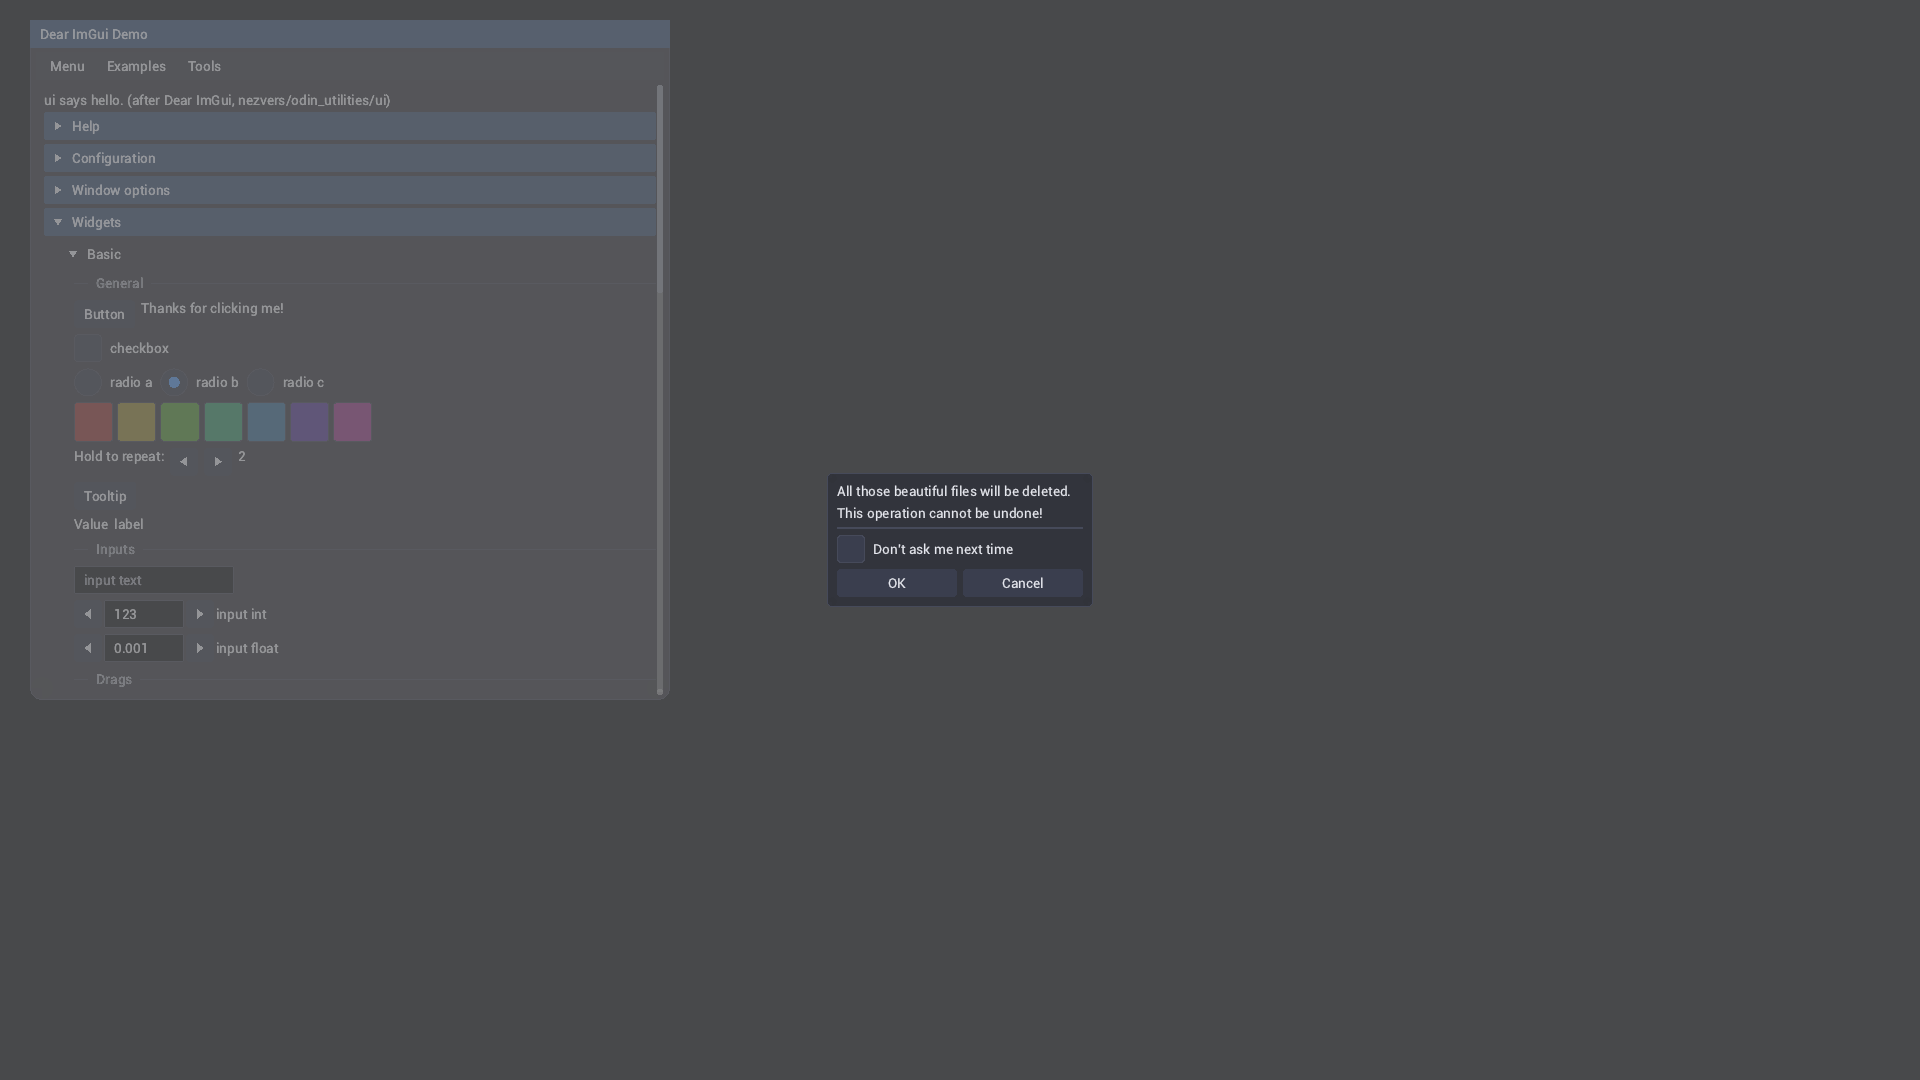 Dear ImGui Demo
Menu Examples Tools
ui says hello. (after Dear ImGui, nezvers/odin_utilities/ui)
Help
Configuration
Window options
Widgets
Basic
General
Button Thanks for clicking me!
checkbox
radio a radio b radio c
Hold to repeat: 2
Tooltip
Value label
Inputs
input text
123 input int
0.001 input float
Drags
All those beautiful files will be deleted.
This operation cannot be undone!
Don't ask me next time
OK Cancel